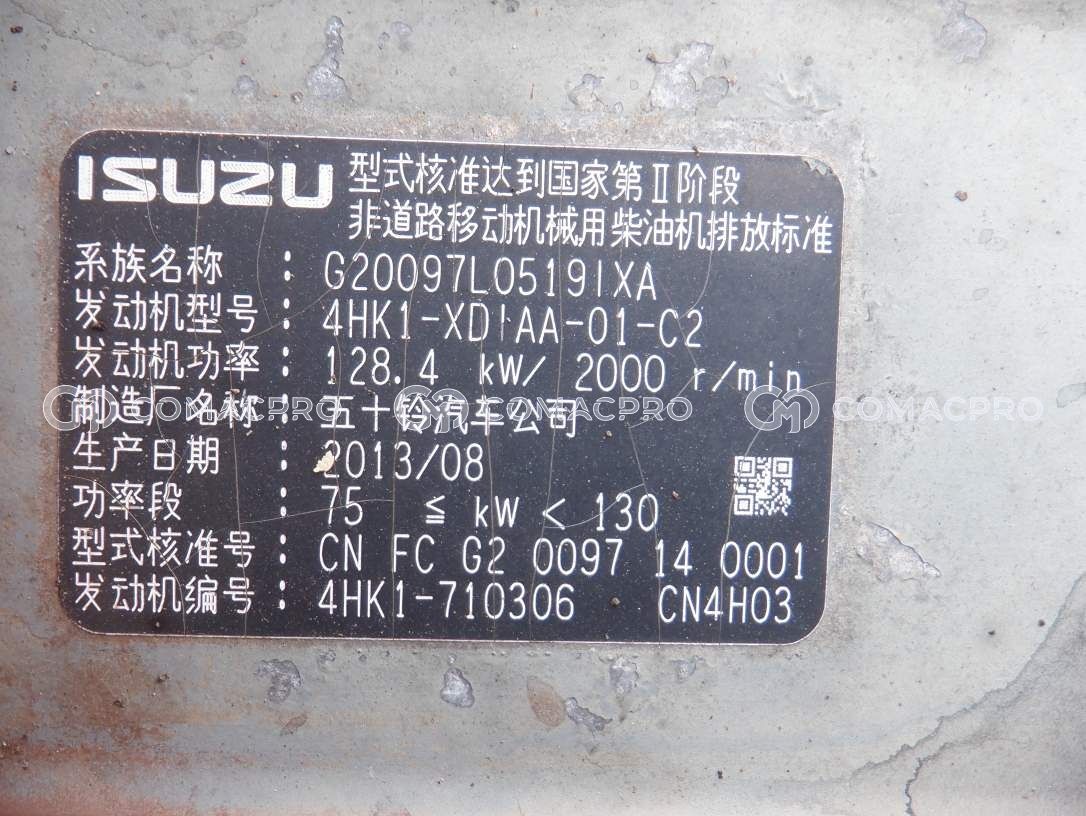 ISUZU 型式核准达到国家第Ⅱ阶段
非道路移动机械用柴油机排放标准
系族名称 : G20097L0519IXA
发动机型号 : 4HK1-XDIAA-01-C2
发动机功率 : 128.4 kW/ 2000 r/min
制造厂名称 : 五十铃汽车公司
COMACPRO COMACPRO COMACPRO
生产日期 : 2013/08
功率段 : 75 ≦ kW < 130
型式核准号 : CN FC G2 0097 14 0001
发动机编号 : 4HK1-710306 CN4H03